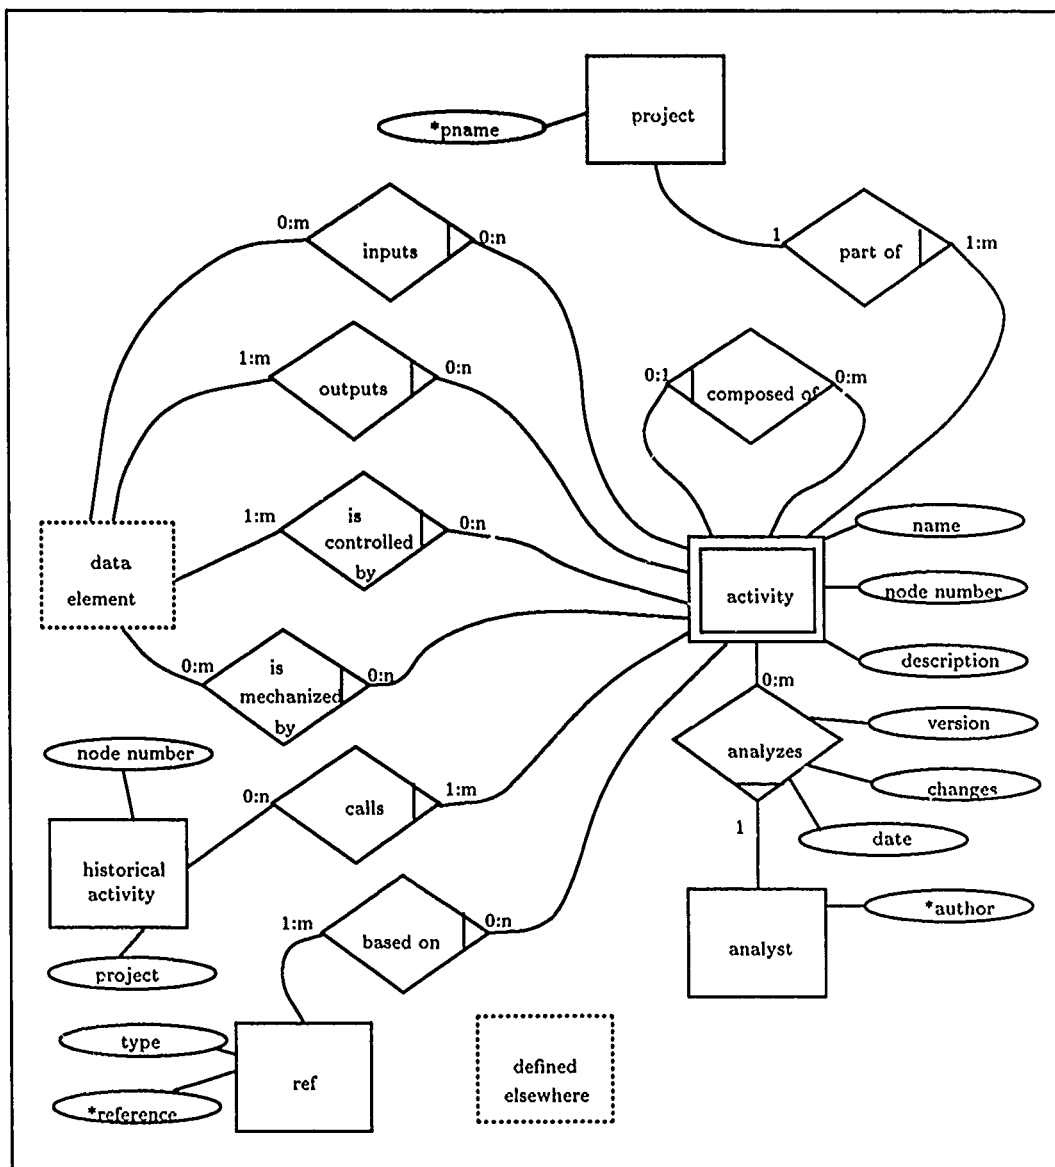 project
*pname
0:m
inputs
0:n
1
part of
1:m
1:m
outputs
0:n
0:1
composed of
0:m
1:m
is
controlled
by
0:n
data
element
activity
name
node number
description
0:m
is
mechanized
by
0:n
0:m
analyzes
version
changes
date
1
node number
0:n
calls
1:m
historical
activity
project
*author
analyst
1:m
based on
0:n
type
*reference
ref
defined
elsewhere